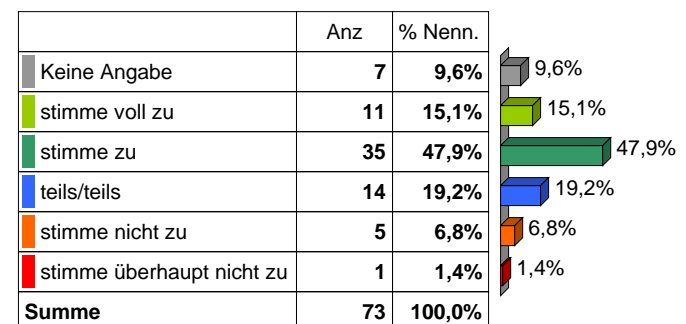 Anz % Nenn.
Keine Angabe 7 9,6% 9,6%
stimme voll zu 11 15,1% 15,1%
stimme zu 35 47,9% 47,9%
teils/teils 14 19,2% 19,2%
stimme nicht zu 5 6,8% 6,8%
stimme überhaupt nicht zu 1 1,4% 1,4%
Summe 73 100,0%